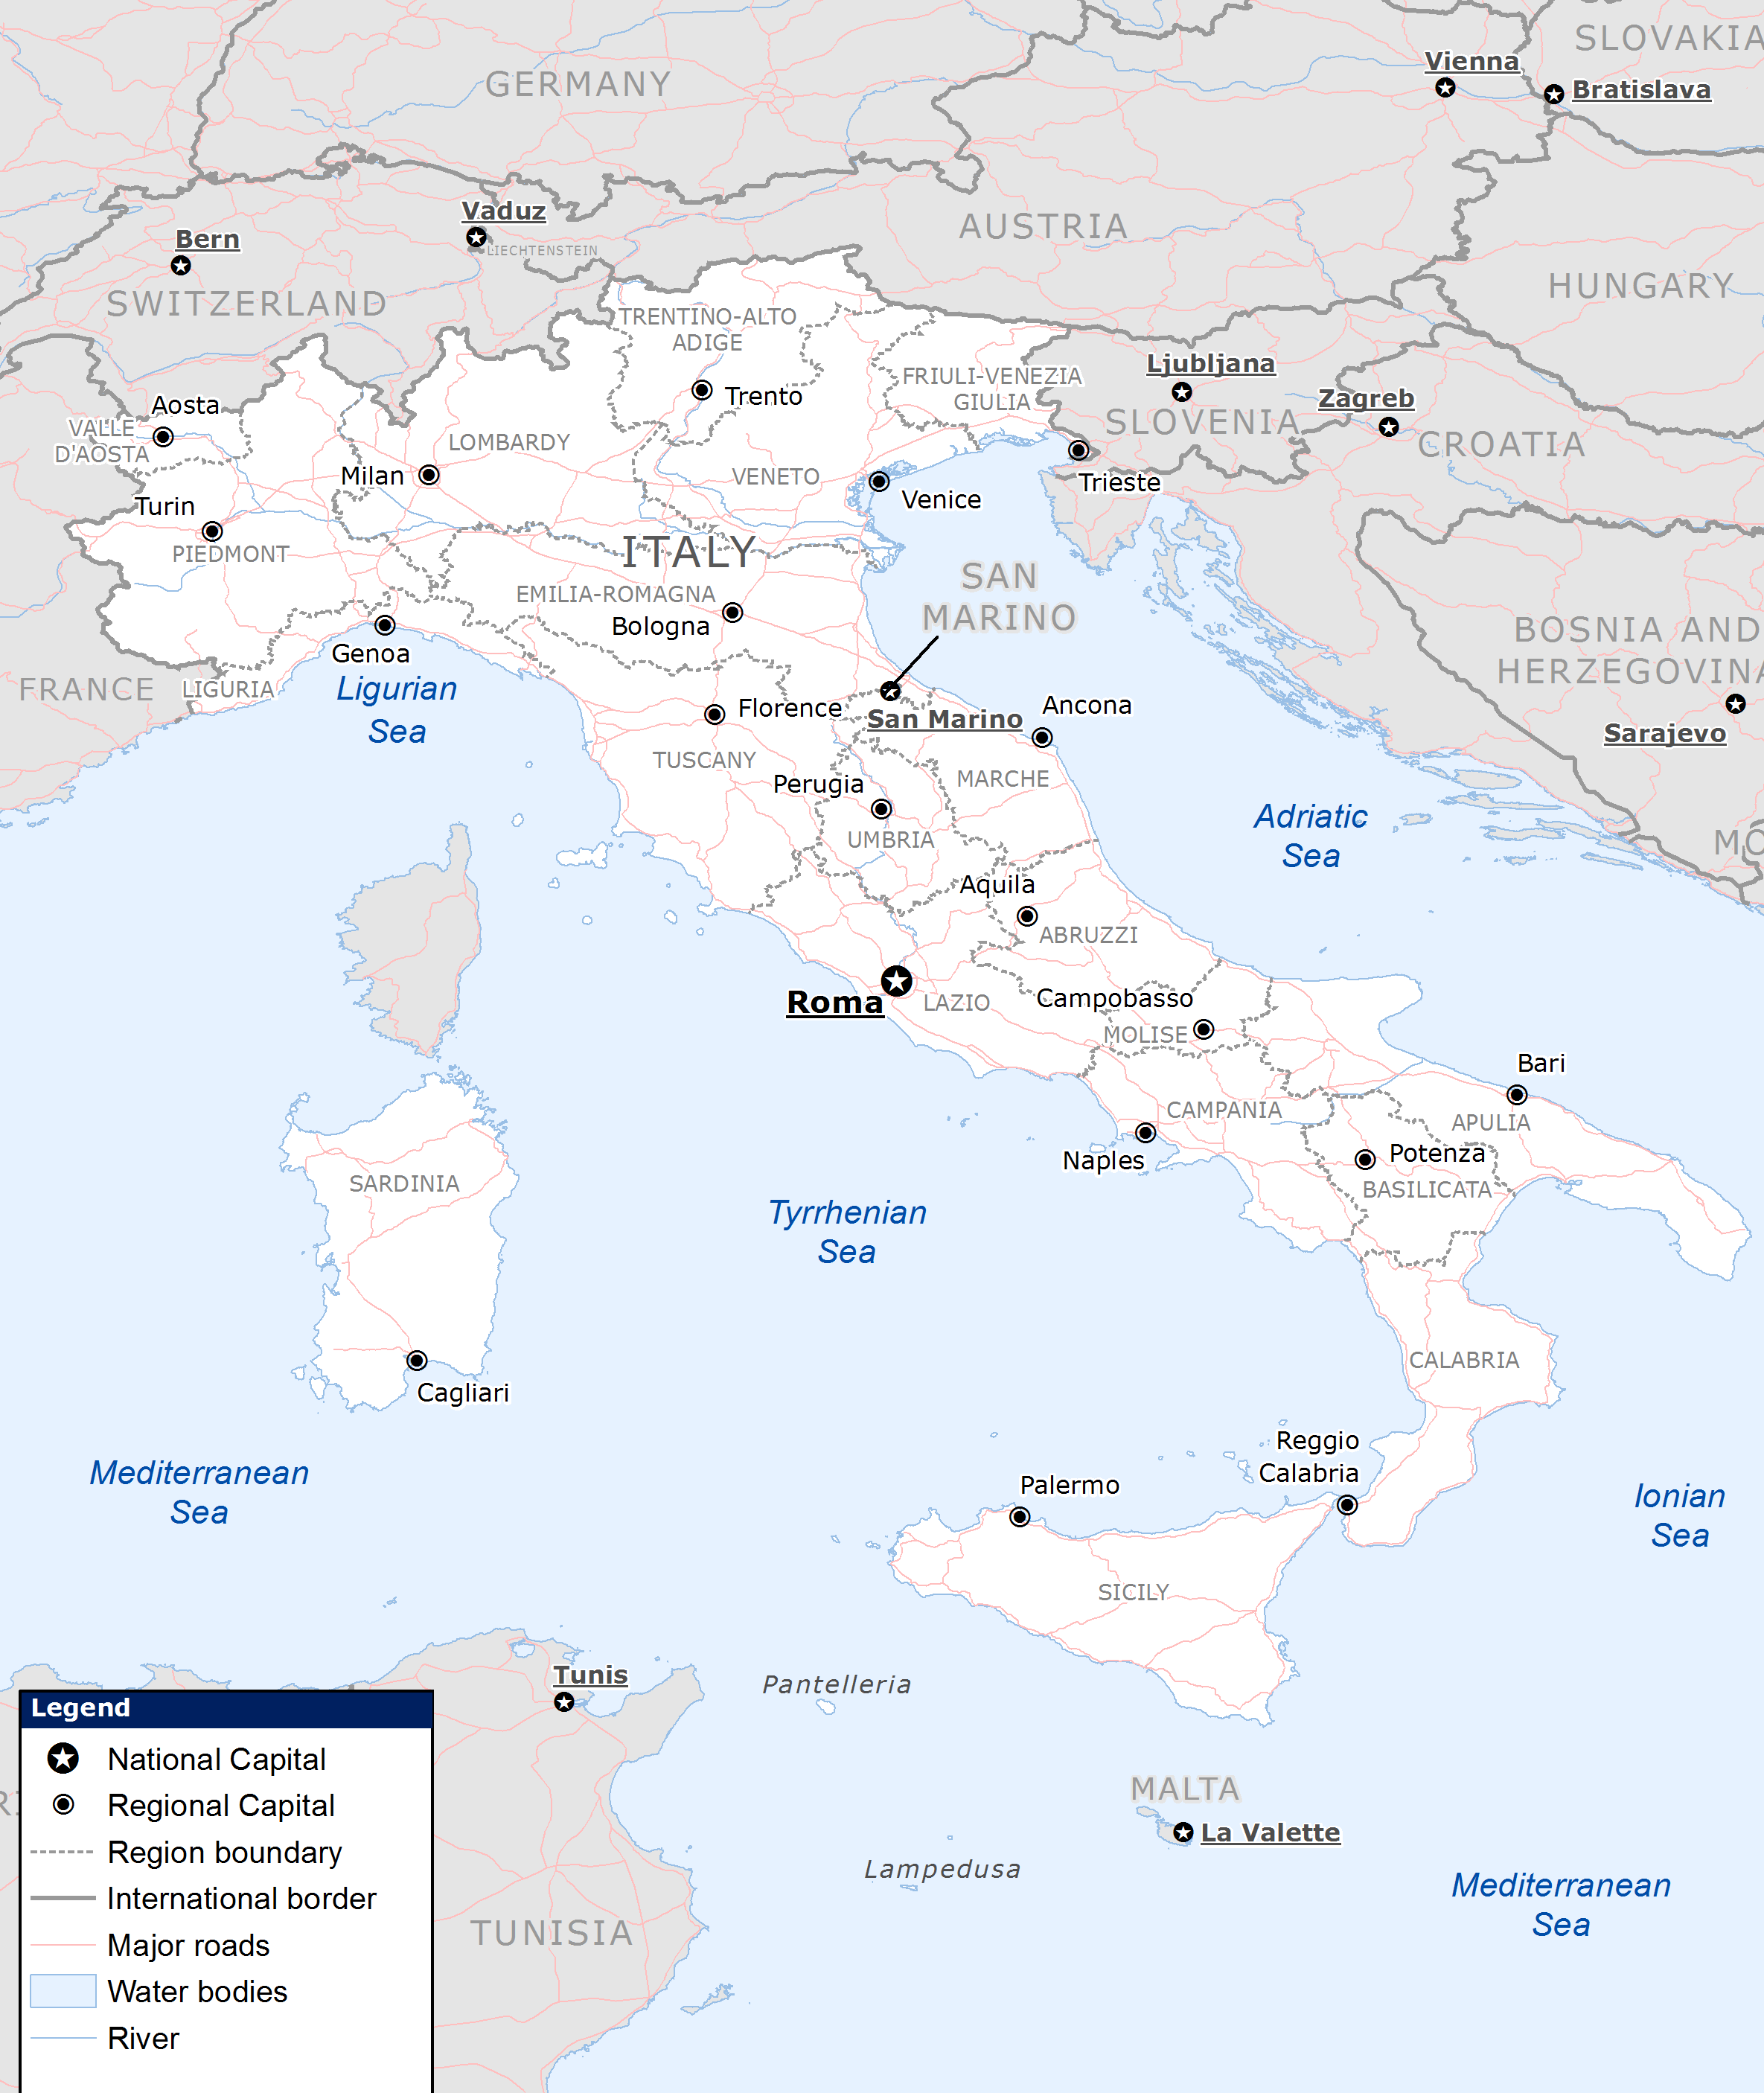 SLOVAKIA
Vienna
Bratislava
GERMANY
Vaduz
LIECHTENSTEIN
AUSTRIA
Bern
SWITZERLAND
HUNGARY
TRENTINO-ALTO
ADIGE
Trento
FRIULI-VENEZIA
GIULIA
Ljubljana
SLOVENIA
Zagreb
CROATIA
Aosta
VALLE
D'AOSTA
LOMBARDY
Milan
VENETO
Venice
Trieste
Turin
PIEDMONT
ITALY
SAN
MARINO
EMILIA-ROMAGNA
Bologna
BOSNIA AND
HERZEGOVINA
Genoa
FRANCE
LIGURIA
Ligurian
Sea
Florence
San Marino
Ancona
Sarajevo
TUSCANY
Perugia
MARCHE
UMBRIA
Adriatic
Sea
MO
Aquila
ABRUZZI
Roma
LAZIO
Campobasso
MOLISE
Bari
CAMPANIA
APULIA
Naples
Potenza
BASILICATA
SARDINIA
Tyrrhenian
Sea
CALABRIA
Cagliari
Reggio
Calabria
Mediterranean
Sea
Palermo
Ionian
Sea
SICILY
Tunis
Pantelleria
MALTA
La Valette
Lampedusa
Mediterranean
Sea
TUNISIA
Legend
National Capital
Regional Capital
Region boundary
International border
Major roads
Water bodies
River